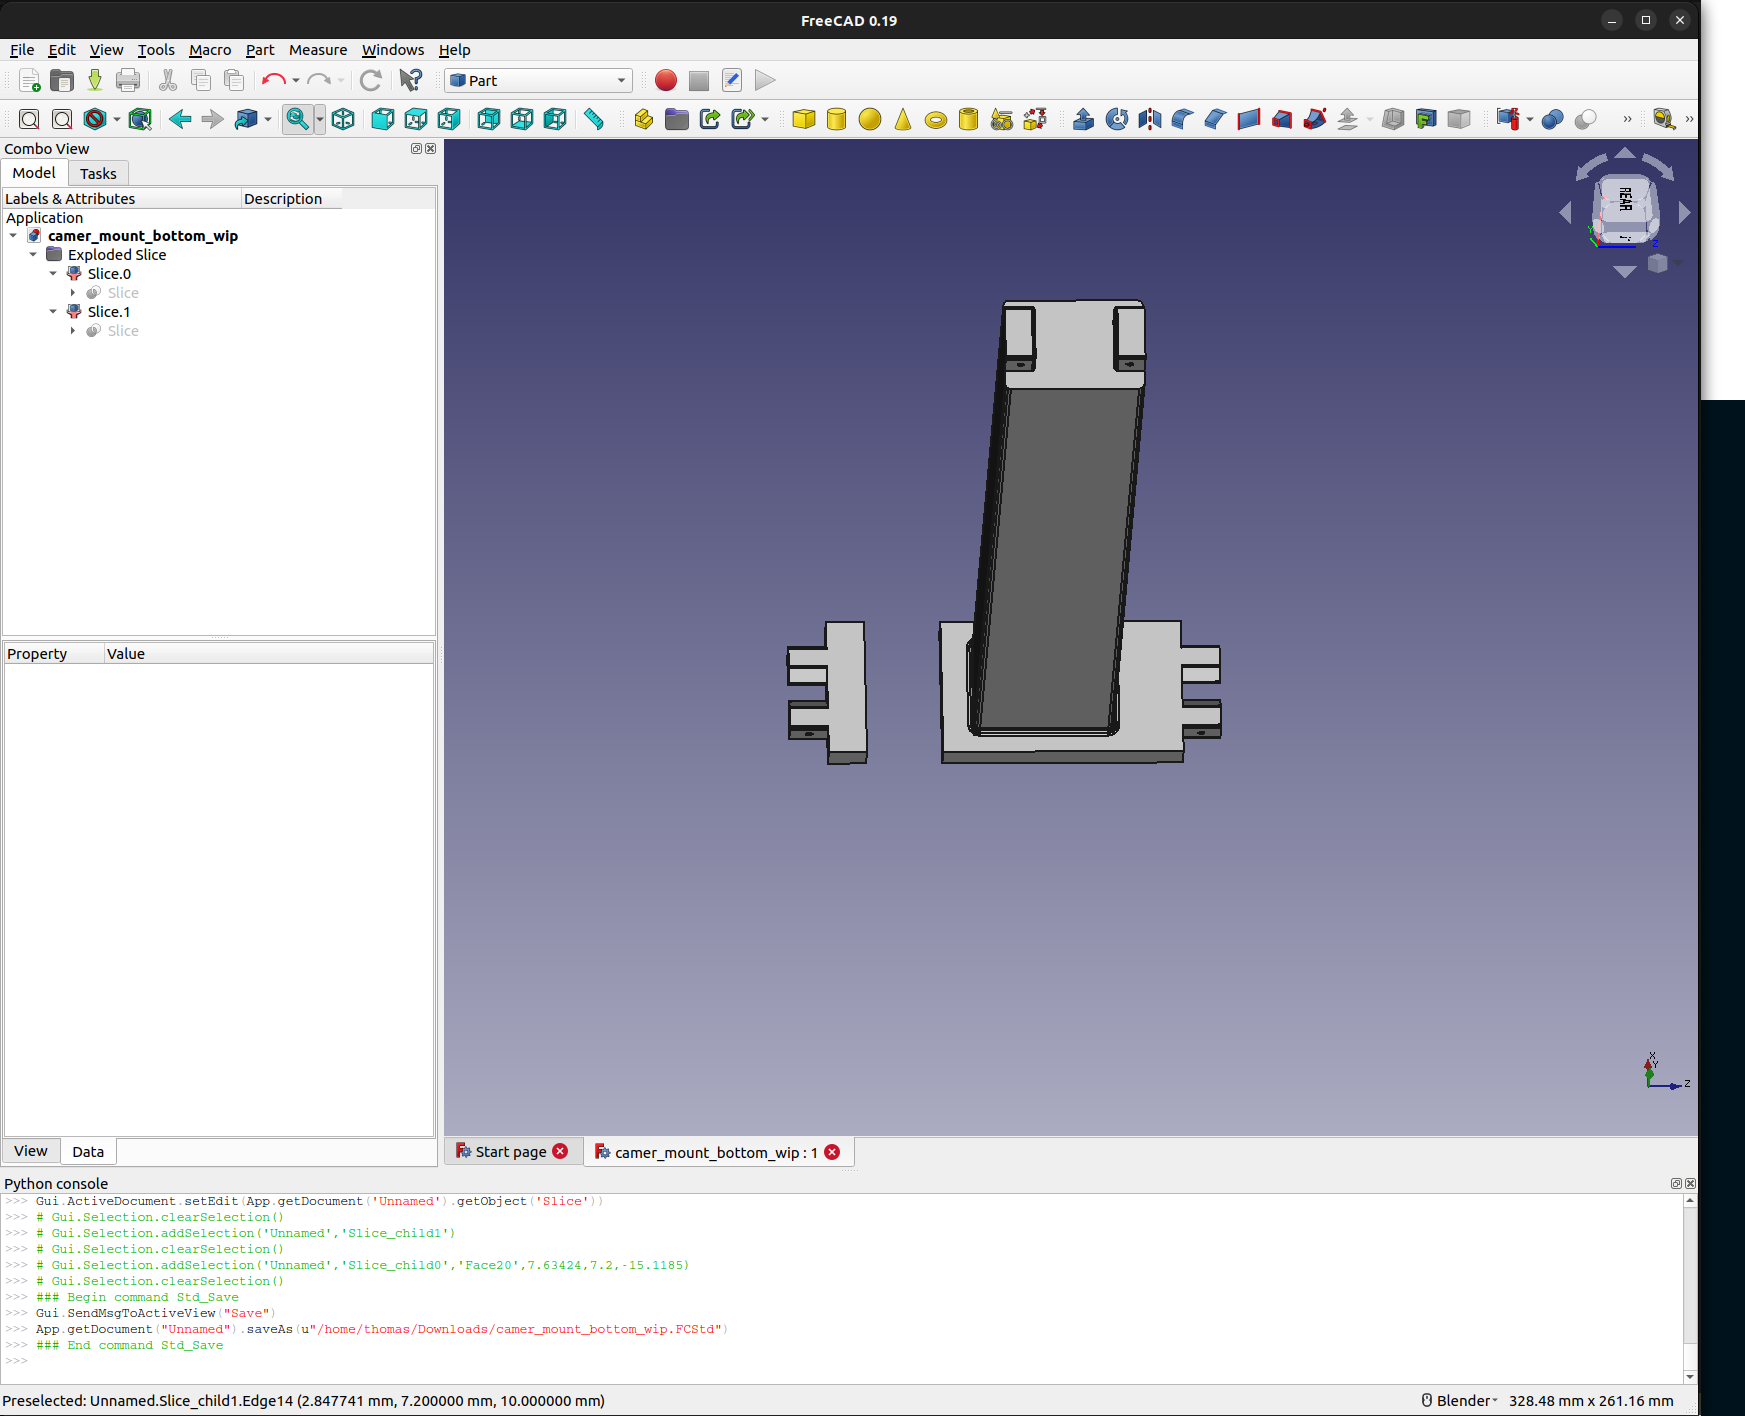 FreeCAD 0.19
File Edit View Tools Macro Part Measure Windows Help
Part
Combo View
Model Tasks
Labels & Attributes Description
Application
camer_mount_bottom_wip
Exploded Slice
Slice.0
Slice
Slice.1
Slice
REAR
Y
Z
Property Value
X
Y
Z
View Data
Start page
camer_mount_bottom_wip : 1
Python console
>>> Gui.ActiveDocument.setEdit(App.getDocument('Unnamed').getObject('Slice'))
>>> # Gui.Selection.clearSelection()
>>> # Gui.Selection.addSelection('Unnamed','Slice_child1')
>>> # Gui.Selection.clearSelection()
>>> # Gui.Selection.addSelection('Unnamed','Slice_child0','Face20',7.63424,7.2,-15.1185)
>>> # Gui.Selection.clearSelection()
>>> ### Begin command Std_Save
>>> Gui.SendMsgToActiveView("Save")
>>> App.getDocument("Unnamed").saveAs(u"/home/thomas/Downloads/camer_mount_bottom_wip.FCStd")
>>> ### End command Std_Save
>>>
Preselected: Unnamed.Slice_child1.Edge14 (2.847741 mm, 7.200000 mm, 10.000000 mm)
Blender
328.48 mm x 261.16 mm